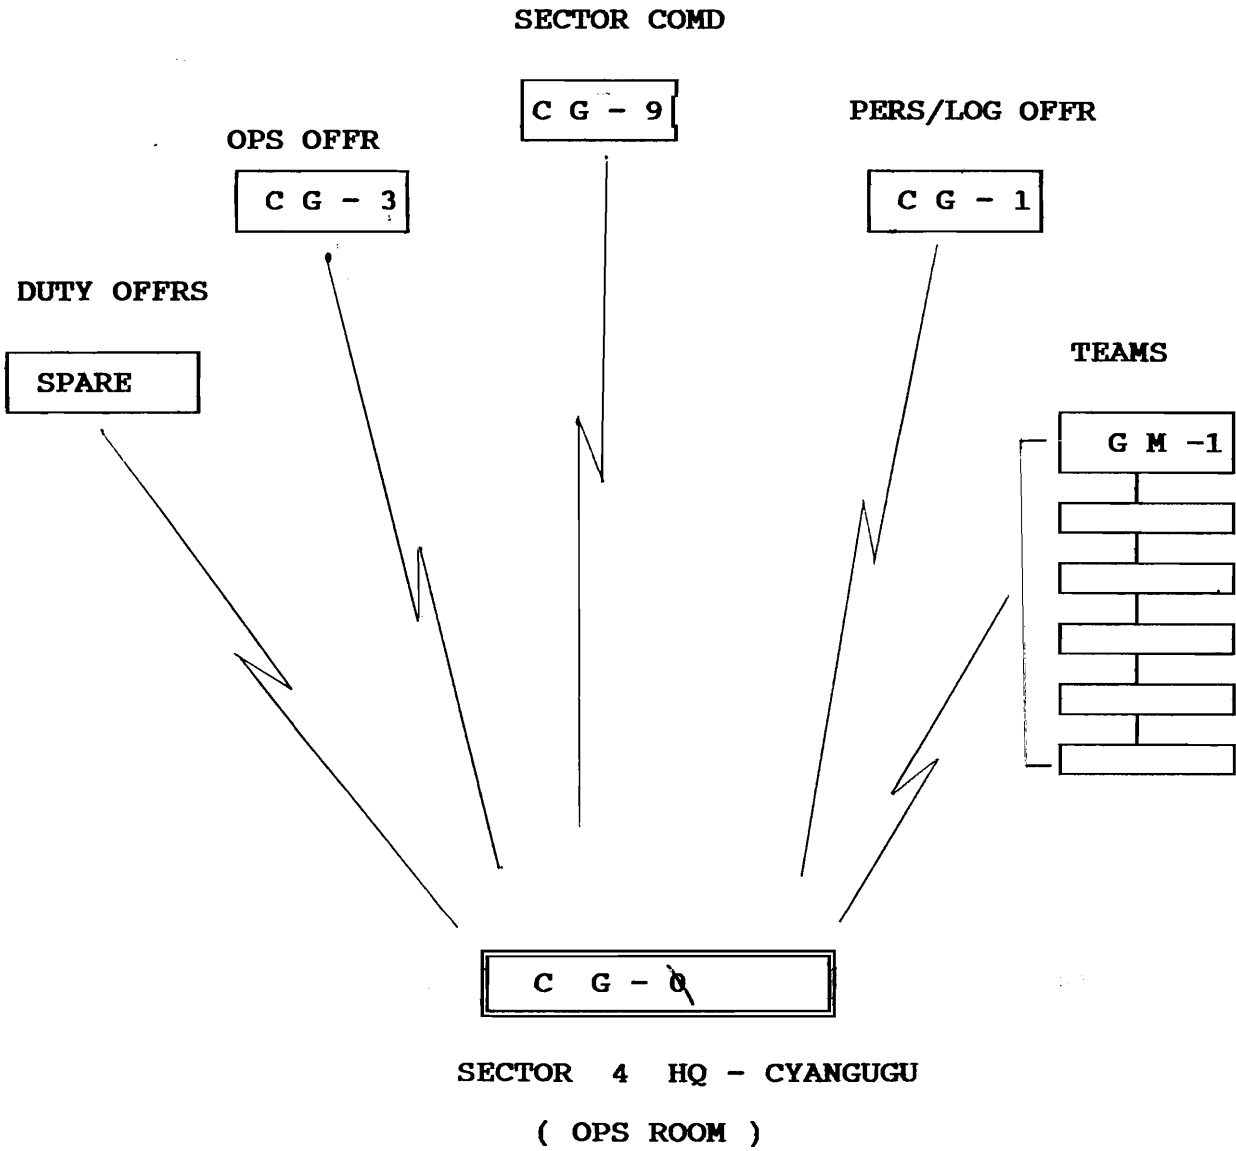 SECTOR COMD
C G - 9
PERS/LOG OFFR
OPS OFFR
C G - 3
C G - 1
DUTY OFFRS
SPARE
TEAMS
G M -1
C G - 0
SECTOR 4 HQ - CYANGUGU
( OPS ROOM )